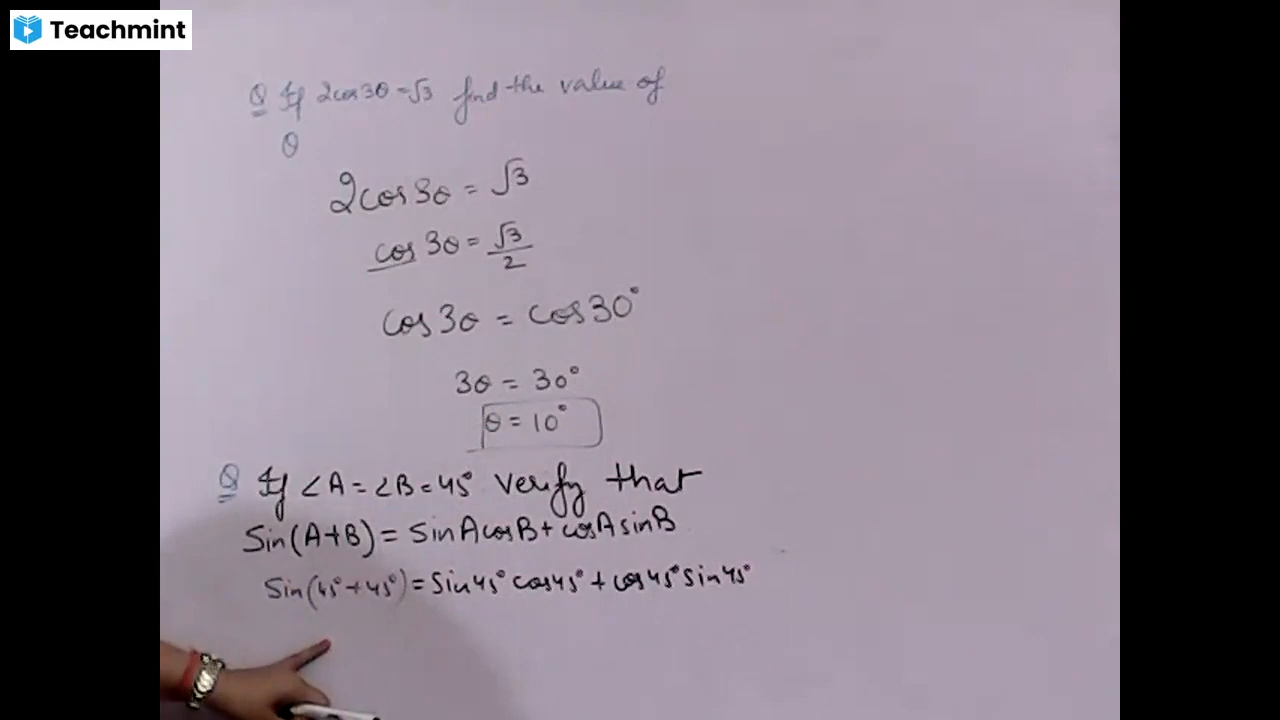 Teachmint
Q If 2cos3θ=√3 find the value of
θ
2cos3θ = √3
cos3θ = √3/2
cos3θ = cos30°
3θ = 30°
θ = 10°
Q If ∠A = ∠B = 45° Verify that
Sin(A+B) = SinAcosB + cosAsinB
Sin(45°+45°) = Sin45° cos45° + cos45° Sin45°